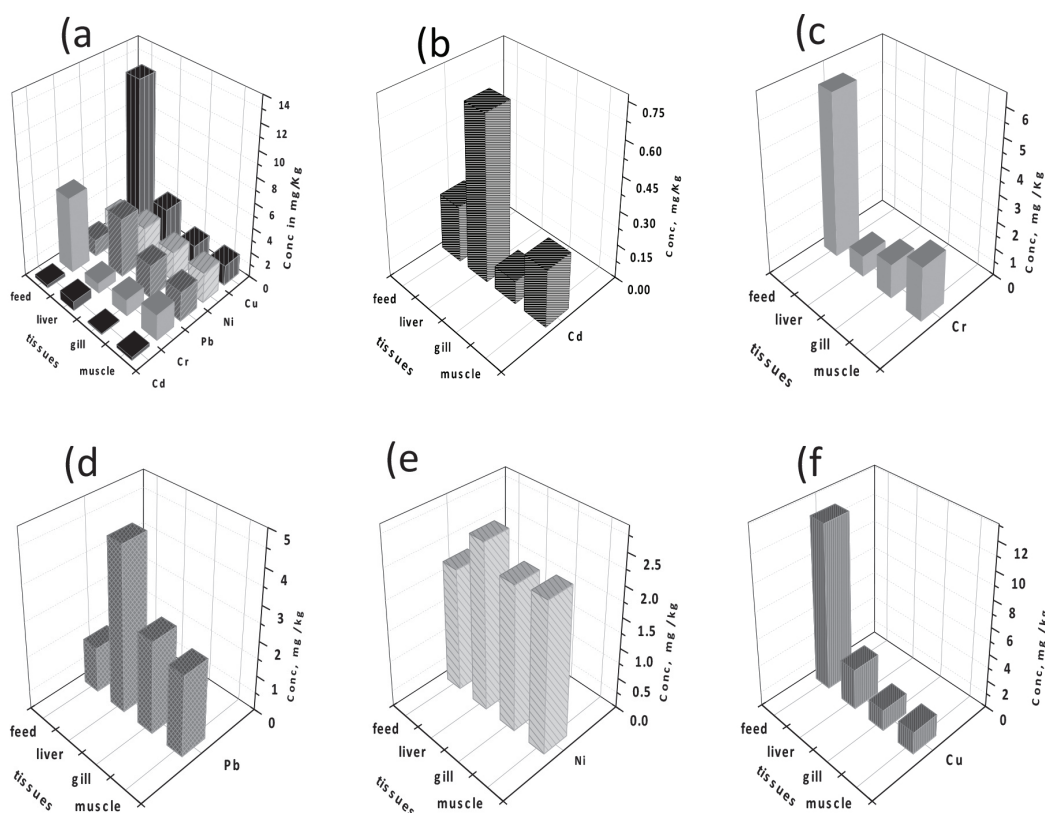 (a
14
12
10
8
6
4
2
0
Conc in mg/Kg
feed
liver
gill
muscle
tissues
Cd
Cr
Pb
Ni
Cu
(b
0.75
0.60
0.45
0.30
0.15
0.00
Conc, mg/Kg
feed
liver
gill
muscle
tissues
Cd
(c
6
5
4
3
2
1
0
Conc, mg /Kg
feed
liver
gill
muscle
tissues
Cr
(d
5
4
3
2
1
0
Conc, mg /kg
feed
liver
gill
muscle
tissues
Pb
(e
2.5
2.0
1.5
1.0
0.5
0.0
Conc, mg /kg
feed
liver
gill
muscle
tissues
Ni
(f
12
10
8
6
4
2
0
Conc, mg/kg
feed
liver
gill
muscle
tissues
Cu